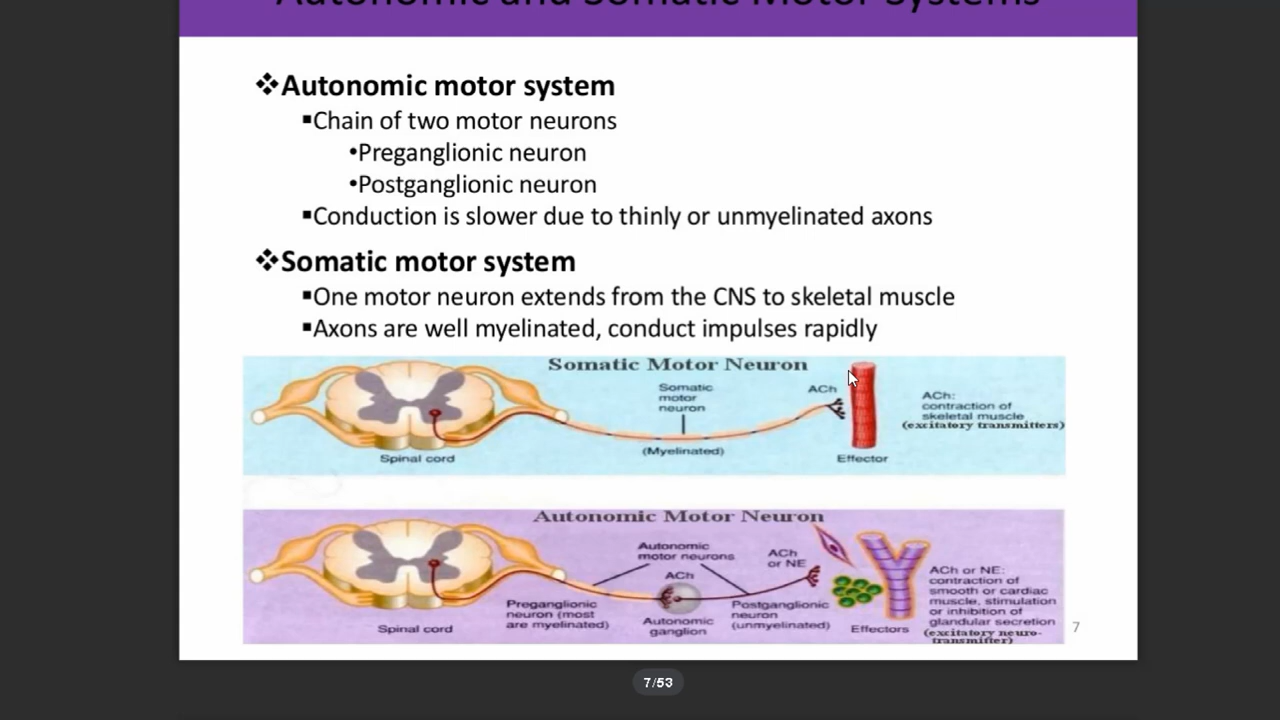 Autonomic and Somatic Motor Systems
❖Autonomic motor system
▪Chain of two motor neurons
•Preganglionic neuron
•Postganglionic neuron
▪Conduction is slower due to thinly or unmyelinated axons
❖Somatic motor system
▪One motor neuron extends from the CNS to skeletal muscle
▪Axons are well myelinated, conduct impulses rapidly
Somatic Motor Neuron
Somatic
motor
neuron
ACh
ACh:
contraction of
skeletal muscle
(excitatory transmitters)
(Myelinated)
Spinal cord
Effector
Autonomic Motor Neuron
Autonomic
motor neurons
ACh
or NE
ACh
ACh or NE:
contraction of
smooth or cardiac
muscle, stimulation
or inhibition of
glandular secretion
(excitatory neuro-
transmitter)
Preganglionic
neuron (most
are myelinated)
Autonomic
ganglion
Postganglionic
neuron
(unmyelinated)
Spinal cord
Effectors
7
7/53